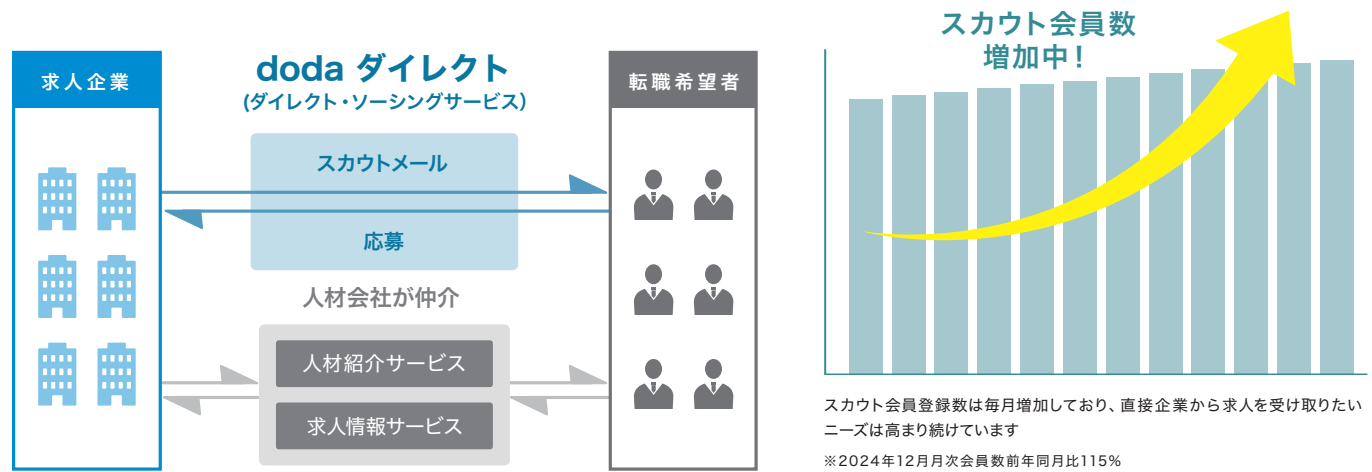 求人企業
doda ダイレクト
(ダイレクト・ソーシングサービス)
スカウトメール
応募
人材会社が仲介
人材紹介サービス
求人情報サービス
転職希望者
スカウト会員数
増加中！
スカウト会員登録数は毎月増加しており、直接企業から求人を受け取りたい
ニーズは高まり続けています
※2024年12月月次会員数前年同月比115%